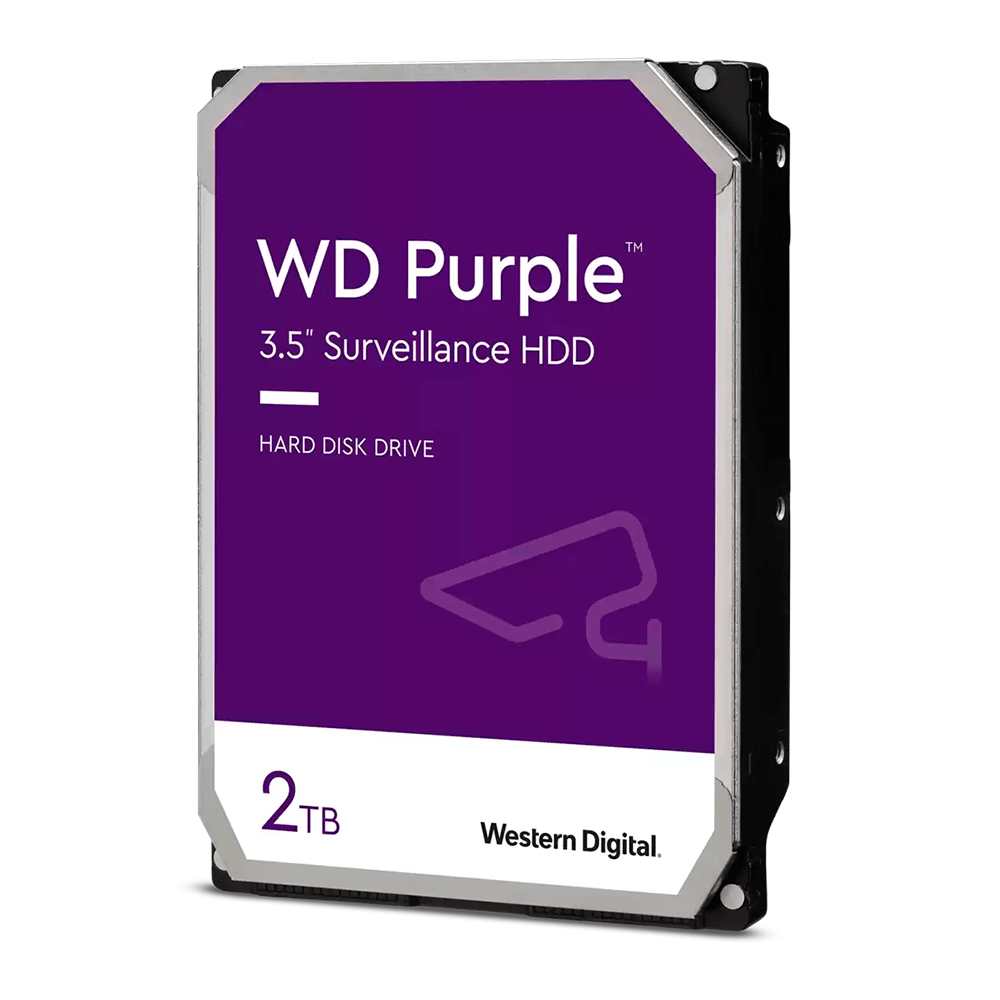 WD Purple™
3.5" Surveillance HDD
HARD DISK DRIVE
2TB
Western Digital.